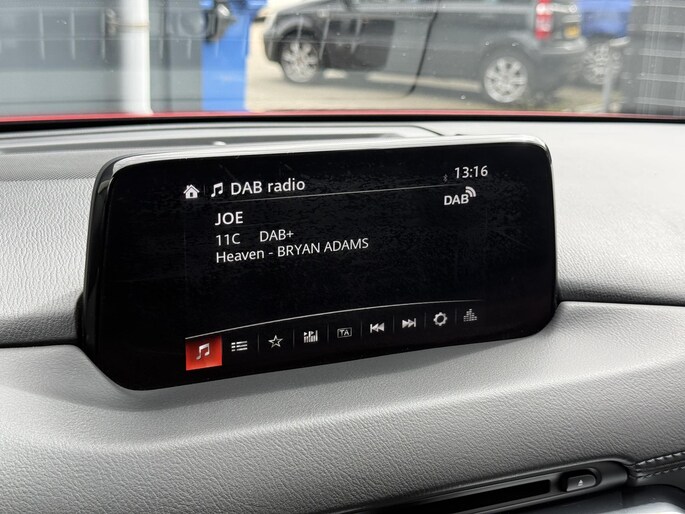 DAB radio
13:16
JOE
DAB
11C DAB+
Heaven - BRYAN ADAMS
TA